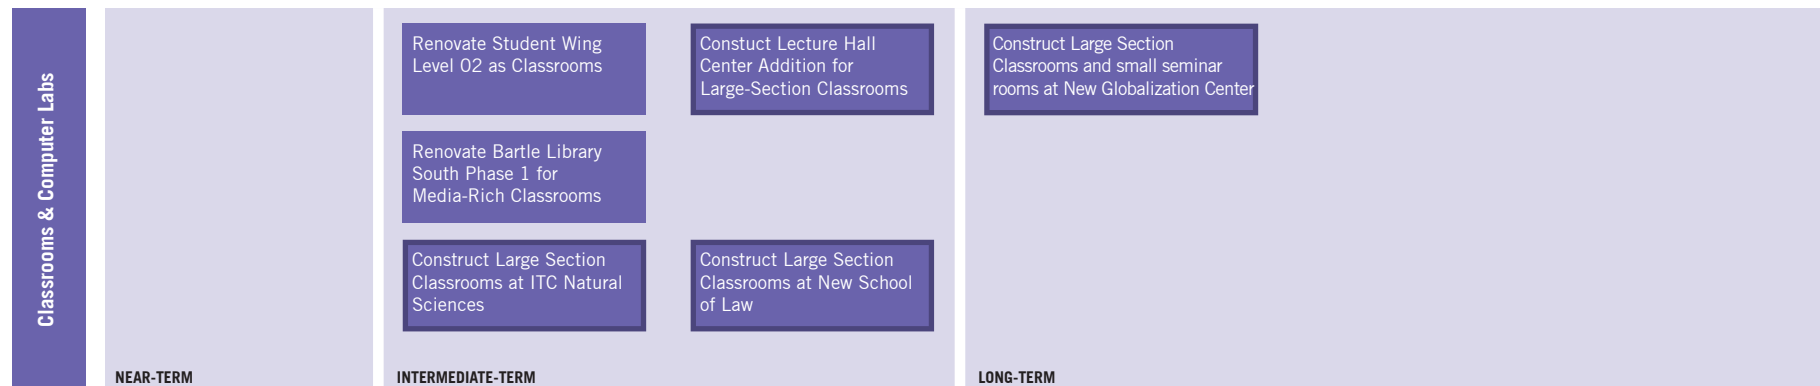 Classrooms & Computer Labs
Renovate Student Wing
Level 02 as Classrooms
Constuct Lecture Hall
Center Addition for
Large-Section Classrooms
Construct Large Section
Classrooms and small seminar
rooms at New Globalization Center
Renovate Bartle Library
South Phase 1 for
Media-Rich Classrooms
Construct Large Section
Classrooms at ITC Natural
Sciences
Construct Large Section
Classrooms at New School
of Law
NEAR-TERM
INTERMEDIATE-TERM
LONG-TERM